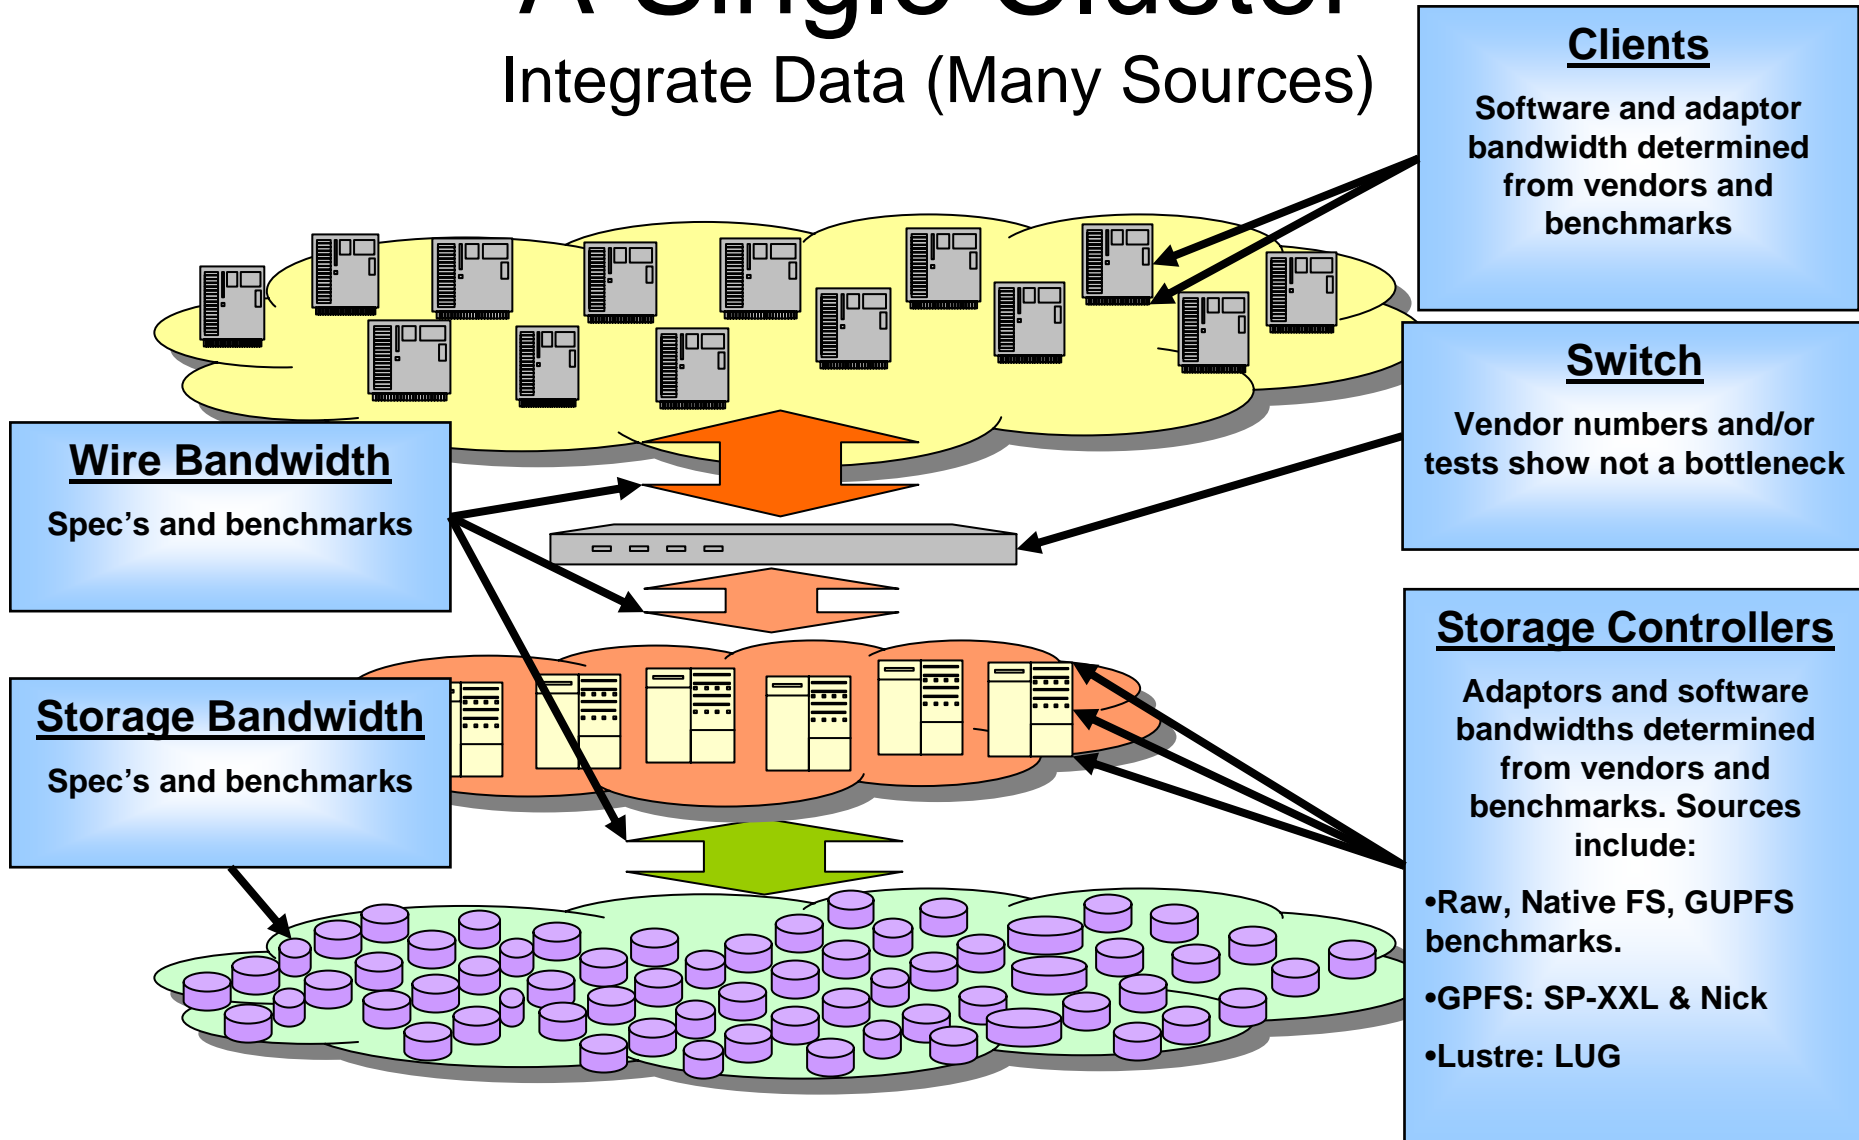 A Single Cluster
Integrate Data (Many Sources)
Clients
Software and adaptor
bandwidth determined
from vendors and
benchmarks
Switch
Vendor numbers and/or
tests show not a bottleneck
Wire Bandwidth
Spec’s and benchmarks
Storage Bandwidth
Spec’s and benchmarks
Storage Controllers
Adaptors and software
bandwidths determined
from vendors and
benchmarks. Sources
include:
•Raw, Native FS, GUPFS
benchmarks.
•GPFS: SP-XXL & Nick
•Lustre: LUG